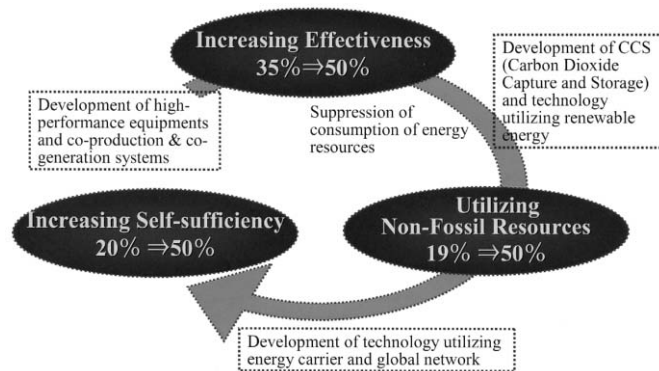 Increasing Effectiveness
35%⇒50%
Development of CCS
(Carbon Dioxide
Capture and Storage)
and technology
utilizing renewable
energy
Development of high-
performance equipments
and co-production & co-
generation systems
Suppression of
consumption of energy
resources
Increasing Self-sufficiency
20% ⇒50%
Utilizing
Non-Fossil Resources
19% ⇒50%
Development of technology utilizing
energy carrier and global network